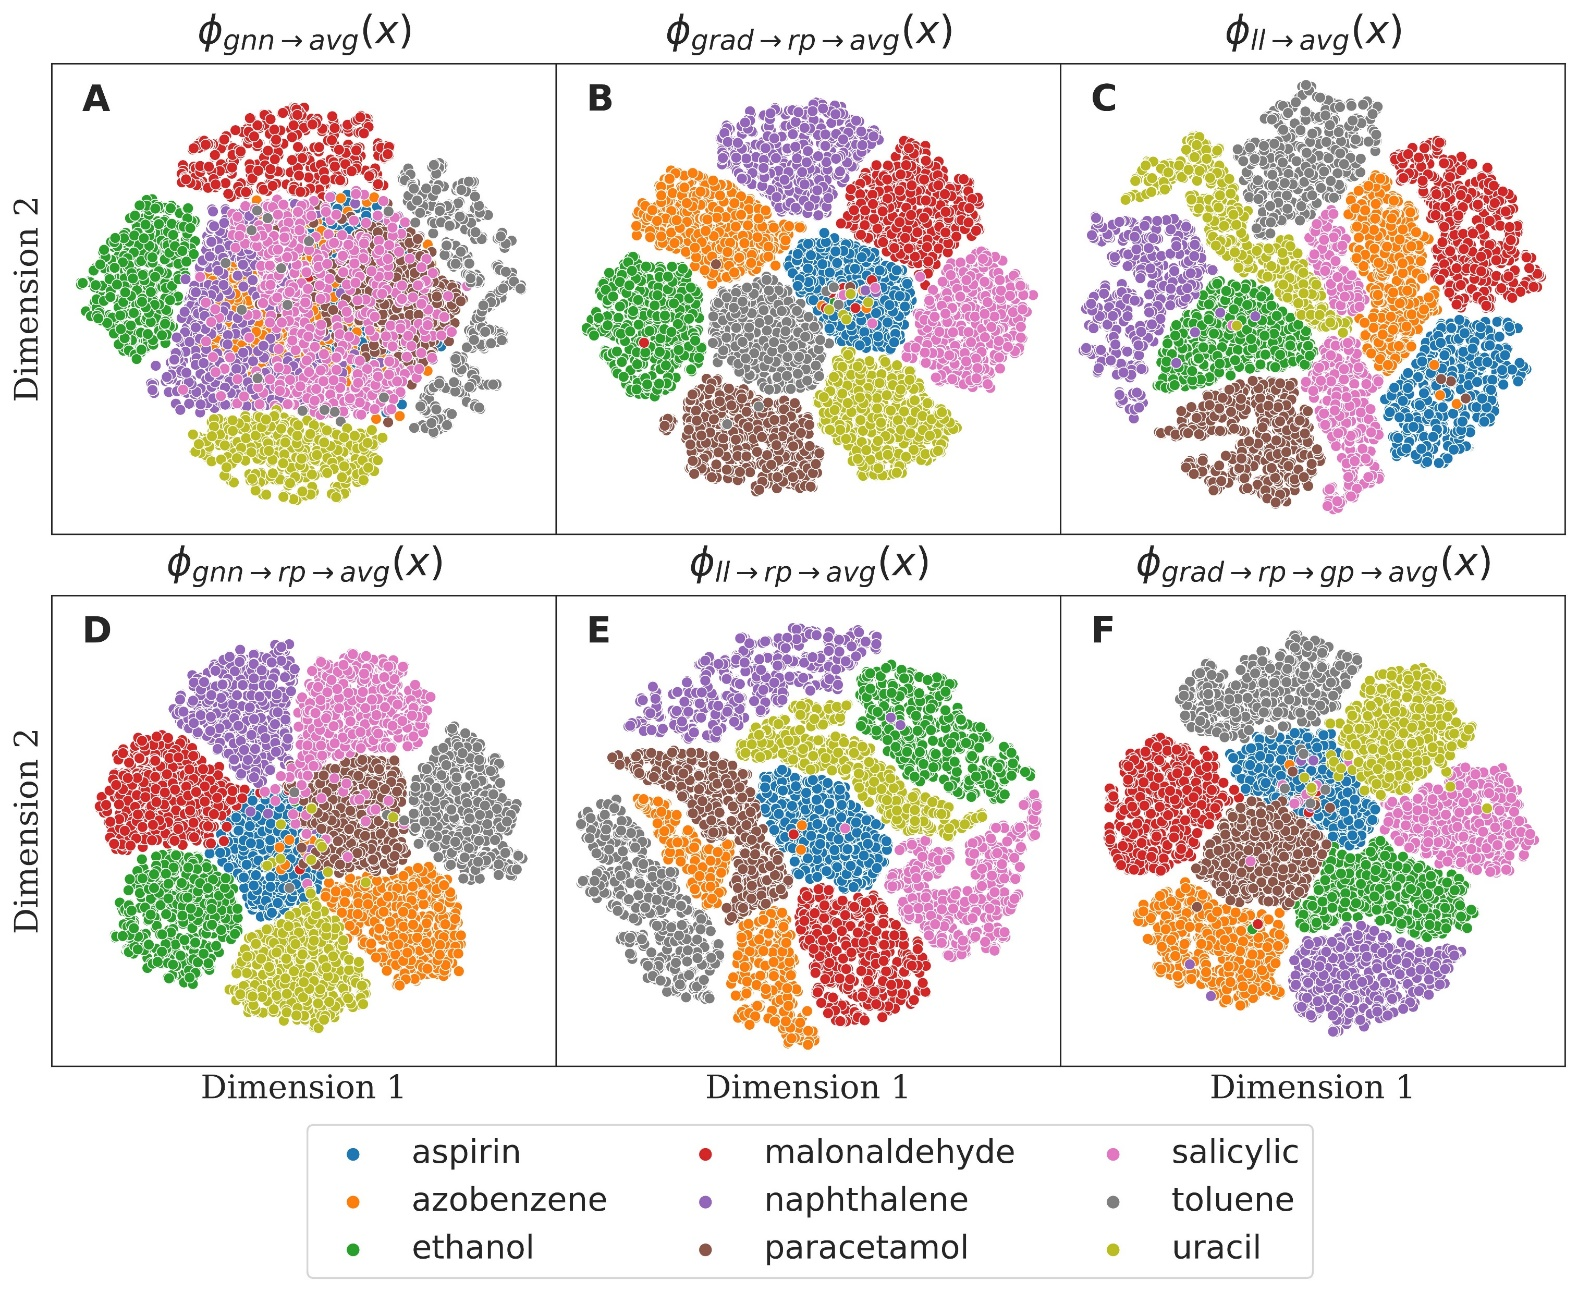 ϕgnn→avg(x) ϕgrad→rp→avg(x) ϕll→avg(x)
A B C
Dimension 2
ϕgnn→rp→avg(x) ϕll→rp→avg(x) ϕgrad→rp→gp→avg(x)
D E F
Dimension 2
Dimension 1 Dimension 1 Dimension 1
aspirin malonaldehyde salicylic
azobenzene naphthalene toluene
ethanol paracetamol uracil